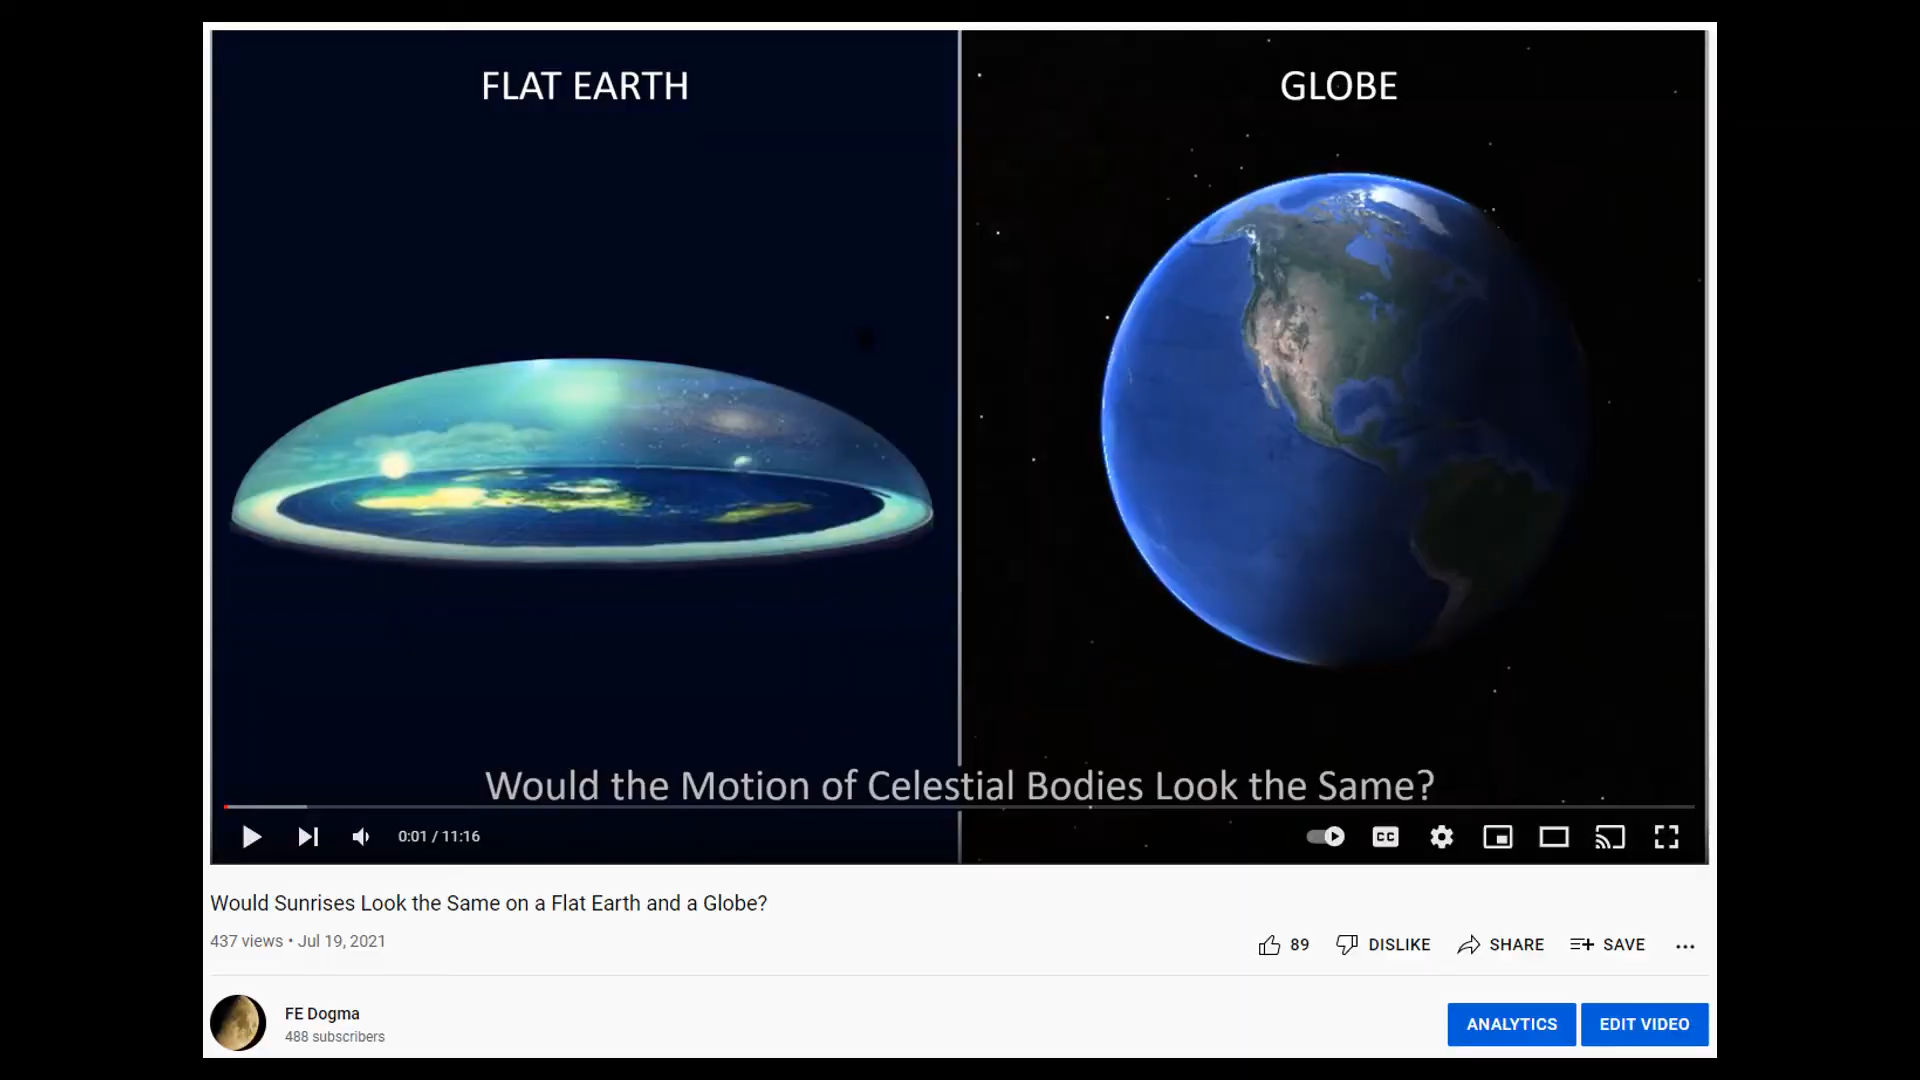 FLAT EARTH
GLOBE
Would the Motion of Celestial Bodies Look the Same?
0:01 / 11:16
CC
Would Sunrises Look the Same on a Flat Earth and a Globe?
437 views • Jul 19, 2021
89
DISLIKE
SHARE
SAVE
FE Dogma
488 subscribers
ANALYTICS
EDIT VIDEO